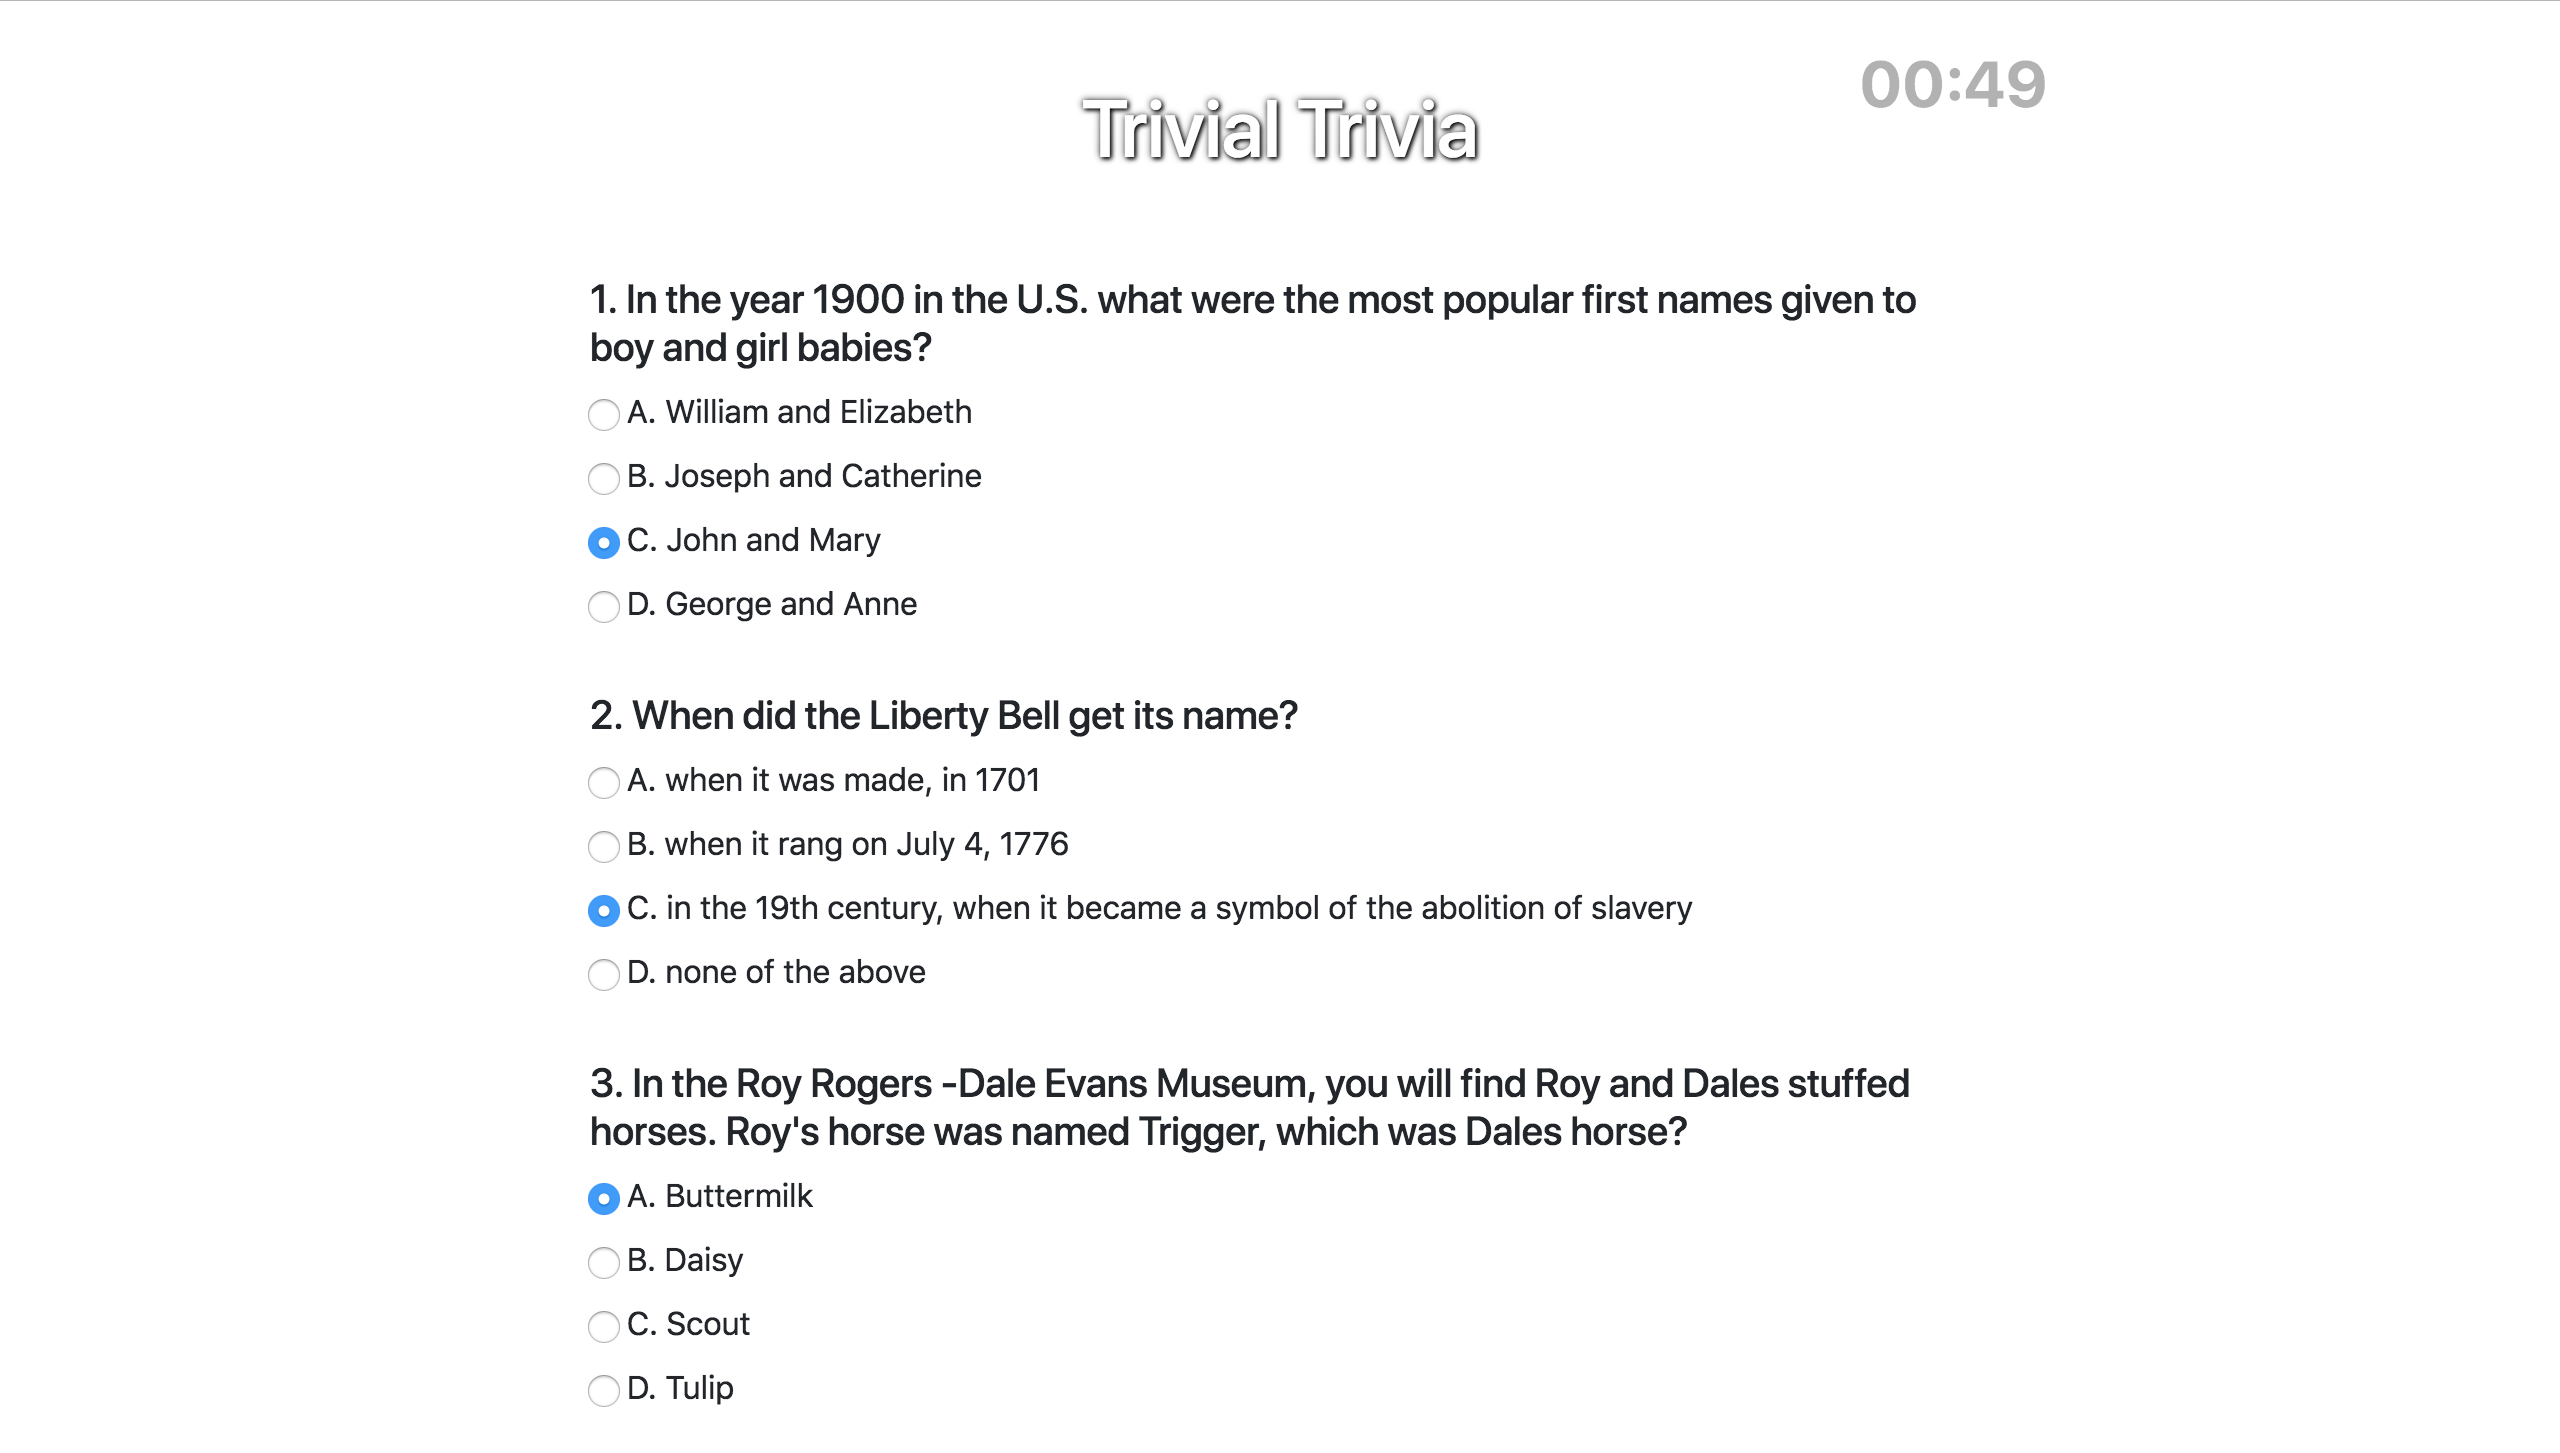 00:49
Trivial Trivia
1. In the year 1900 in the U.S. what were the most popular first names given to
boy and girl babies?
A. William and Elizabeth
B. Joseph and Catherine
C. John and Mary
D. George and Anne
2. When did the Liberty Bell get its name?
A. when it was made, in 1701
B. when it rang on July 4, 1776
C. in the 19th century, when it became a symbol of the abolition of slavery
D. none of the above
3. In the Roy Rogers -Dale Evans Museum, you will find Roy and Dales stuffed
horses. Roy's horse was named Trigger, which was Dales horse?
A. Buttermilk
B. Daisy
C. Scout
D. Tulip